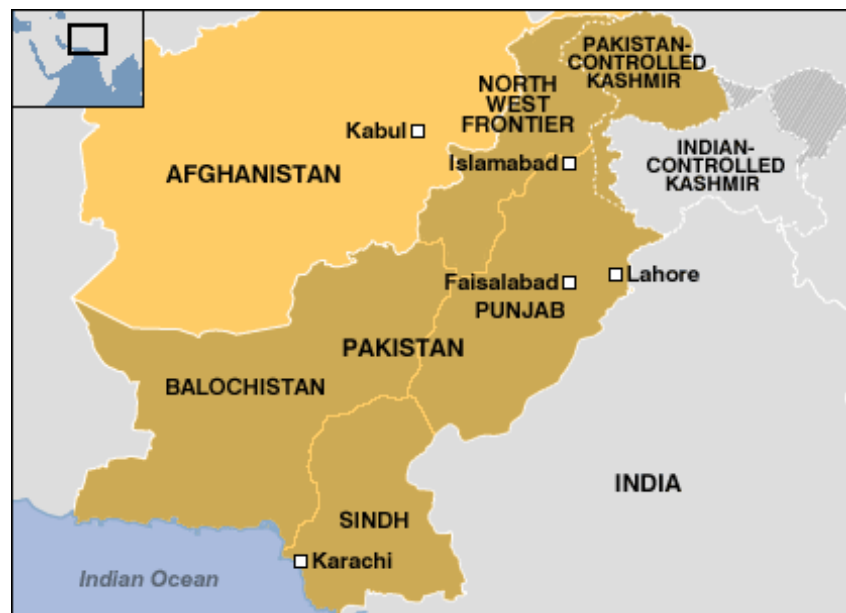 PAKISTAN-
CONTROLLED
KASHMIR
NORTH
WEST
FRONTIER
Kabul
INDIAN-
CONTROLLED
KASHMIR
Islamabad
AFGHANISTAN
Faisalabad
Lahore
PUNJAB
PAKISTAN
BALOCHISTAN
INDIA
SINDH
Karachi
Indian Ocean